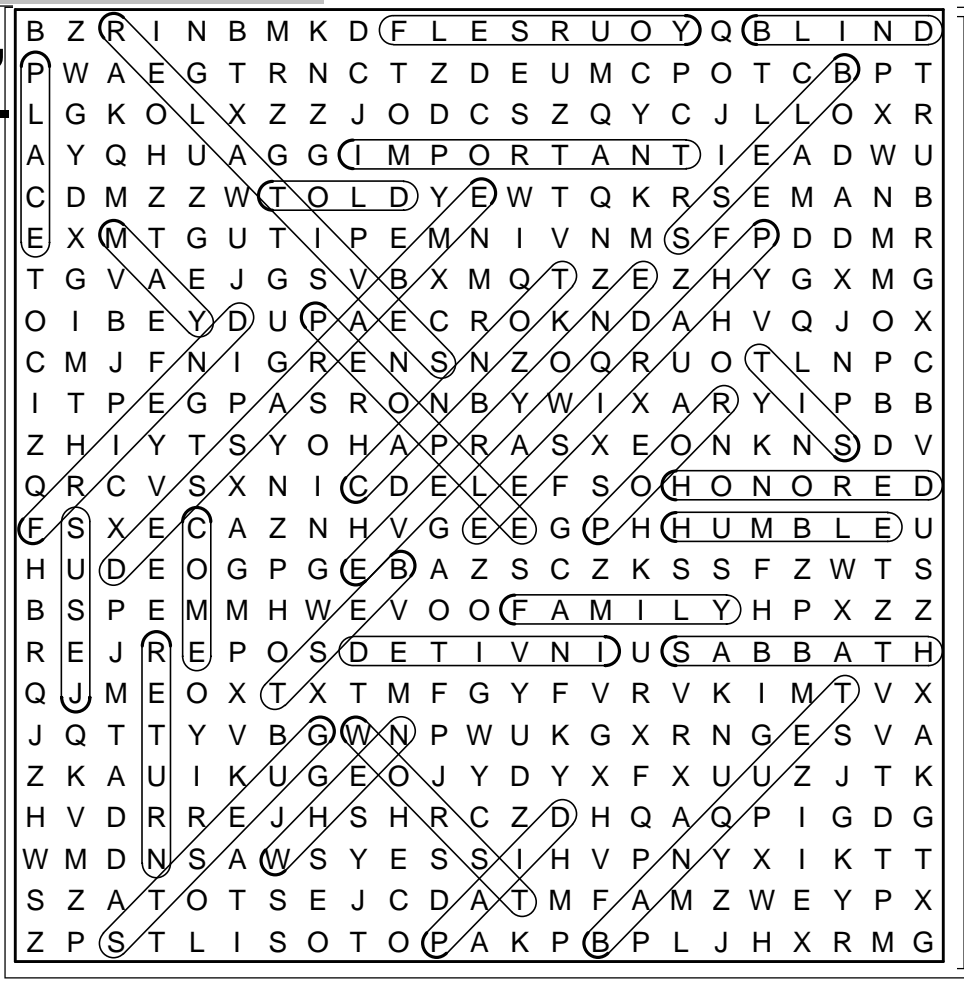 B Z R I N B M K D F L E S R U O Y Q B L I N D
P W A E G T R N C T Z D E U M C P O T C B P T
L G K O L X Z Z J O D C S Z Q Y C J L L O X R
A Y Q H U A G G I M P O R T A N T I E A D W U
C D M Z Z W T O L D Y E W T Q K R S E M A N B
E X M T G U T I P E M N I V N M S F P D D M R
T G V A E J G S V B X M Q T Z E Z H Y G X M G
O I B E Y D U P A E C R O K N D A H V Q J O X
C M J F N I G R E N S N Z O Q R U O T L N P C
I T P E G P A S R O N B Y W I X A R Y I P B B
Z H I Y T S Y O H A P R A S X E O N K N S D V
Q R C V S X N I C D E L E F S O H O N O R E D
F S X E C A Z N H V G E E G P H H U M B L E U
H U D E O G P G E B A Z S C Z K S S F Z W T S
B S P E M M H W E V O O F A M I L Y H P X Z Z
R E J R E P O S D E T I V N I U S A B B A T H
Q J M E O X T X T M F G Y F V R V K I M T V X
J Q T T Y V B G W N P W U K G X R N G E S V A
Z K A U I K U G E O J Y D Y X F X U U Z J T K
H V D R R E J H S H R C Z D H Q A Q P I G D G
W M D N S A W S Y E S S I H V P N Y X I K T T
S Z A T O T S E J C D A T M F A M Z W E Y P X
Z P S T L I S O T O P A K P B P L J H X R M G